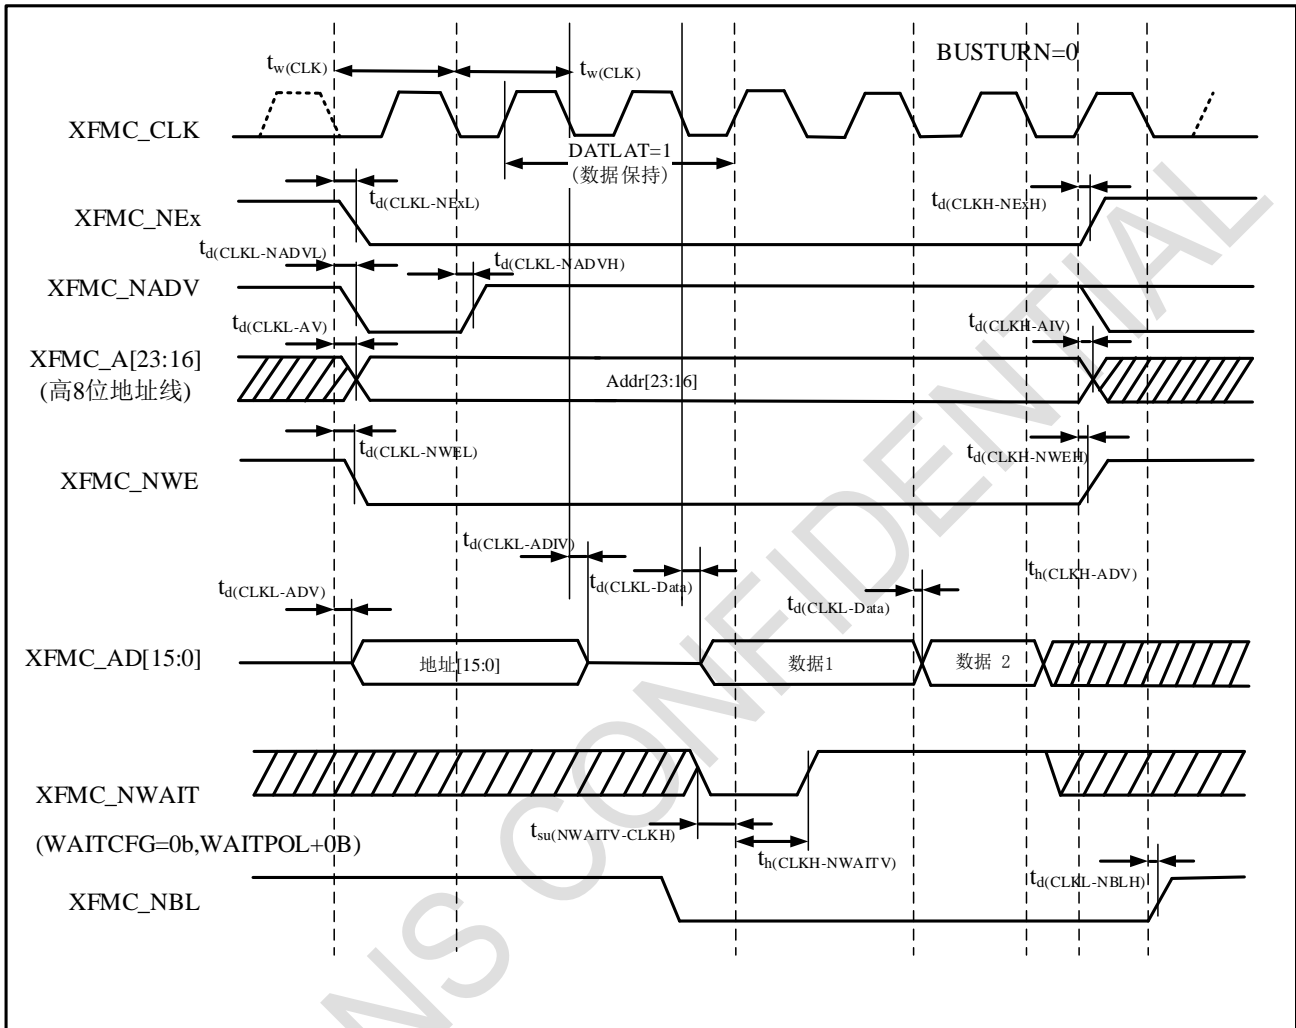 BUSTURN=0
tw(CLK)
tw(CLK)
XFMC_CLK
DATLAT=1
(数据保持)
td(CLKL-NExL)
td(CLKH-NExH)
XFMC_NEx
td(CLKL-NADVL)
td(CLKL-NADVH)
XFMC_NADV
td(CLKL-AV)
td(CLKH-AIV)
XFMC_A[23:16]
(高8位地址线)
Addr[23:16]
td(CLKL-NWEL)
td(CLKH-NWEH)
XFMC_NWE
td(CLKL-ADIV)
td(CLKL-ADV)
td(CLKL-Data)
td(CLKL-Data)
th(CLKH-ADV)
XFMC_AD[15:0]
地址[15:0]
数据1
数据 2
XFMC_NWAIT
(WAITCFG=0b,WAITPOL+0B)
tsu(NWAITV-CLKH)
th(CLKH-NWAITV)
td(CLKL-NBLH)
XFMC_NBL
NS CONFIDENTIAL